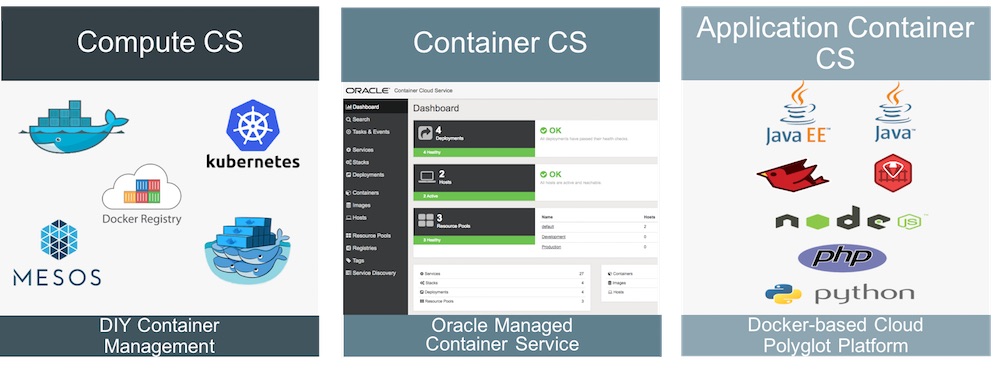 Compute CS
kubernetes
Docker Registry
MESOS
DIY Container
Management
Container CS
ORACLE Container Cloud Service
Dashboard
Search
Tasks & Events
Services
Stacks
Deployments
Containers
Images
Hosts
Resource Pools
Registries
Tags
Service Discovery
Dashboard
4
Deployments
4 Healthy
OK
All deployments have passed their health checks.
2
Hosts
2 Active
OK
All hosts are active and reachable.
3
Resource Pools
3 Healthy
Name Hosts
default 2
Development 0
Production 0
Services 27
Stacks 4
Deployments 4
Resource Pools 3
Containers
Images
Hosts
Oracle Managed
Container Service
Application Container
CS
Java EE™
Java™
node JS™
php
python
Docker-based Cloud
Polyglot Platform